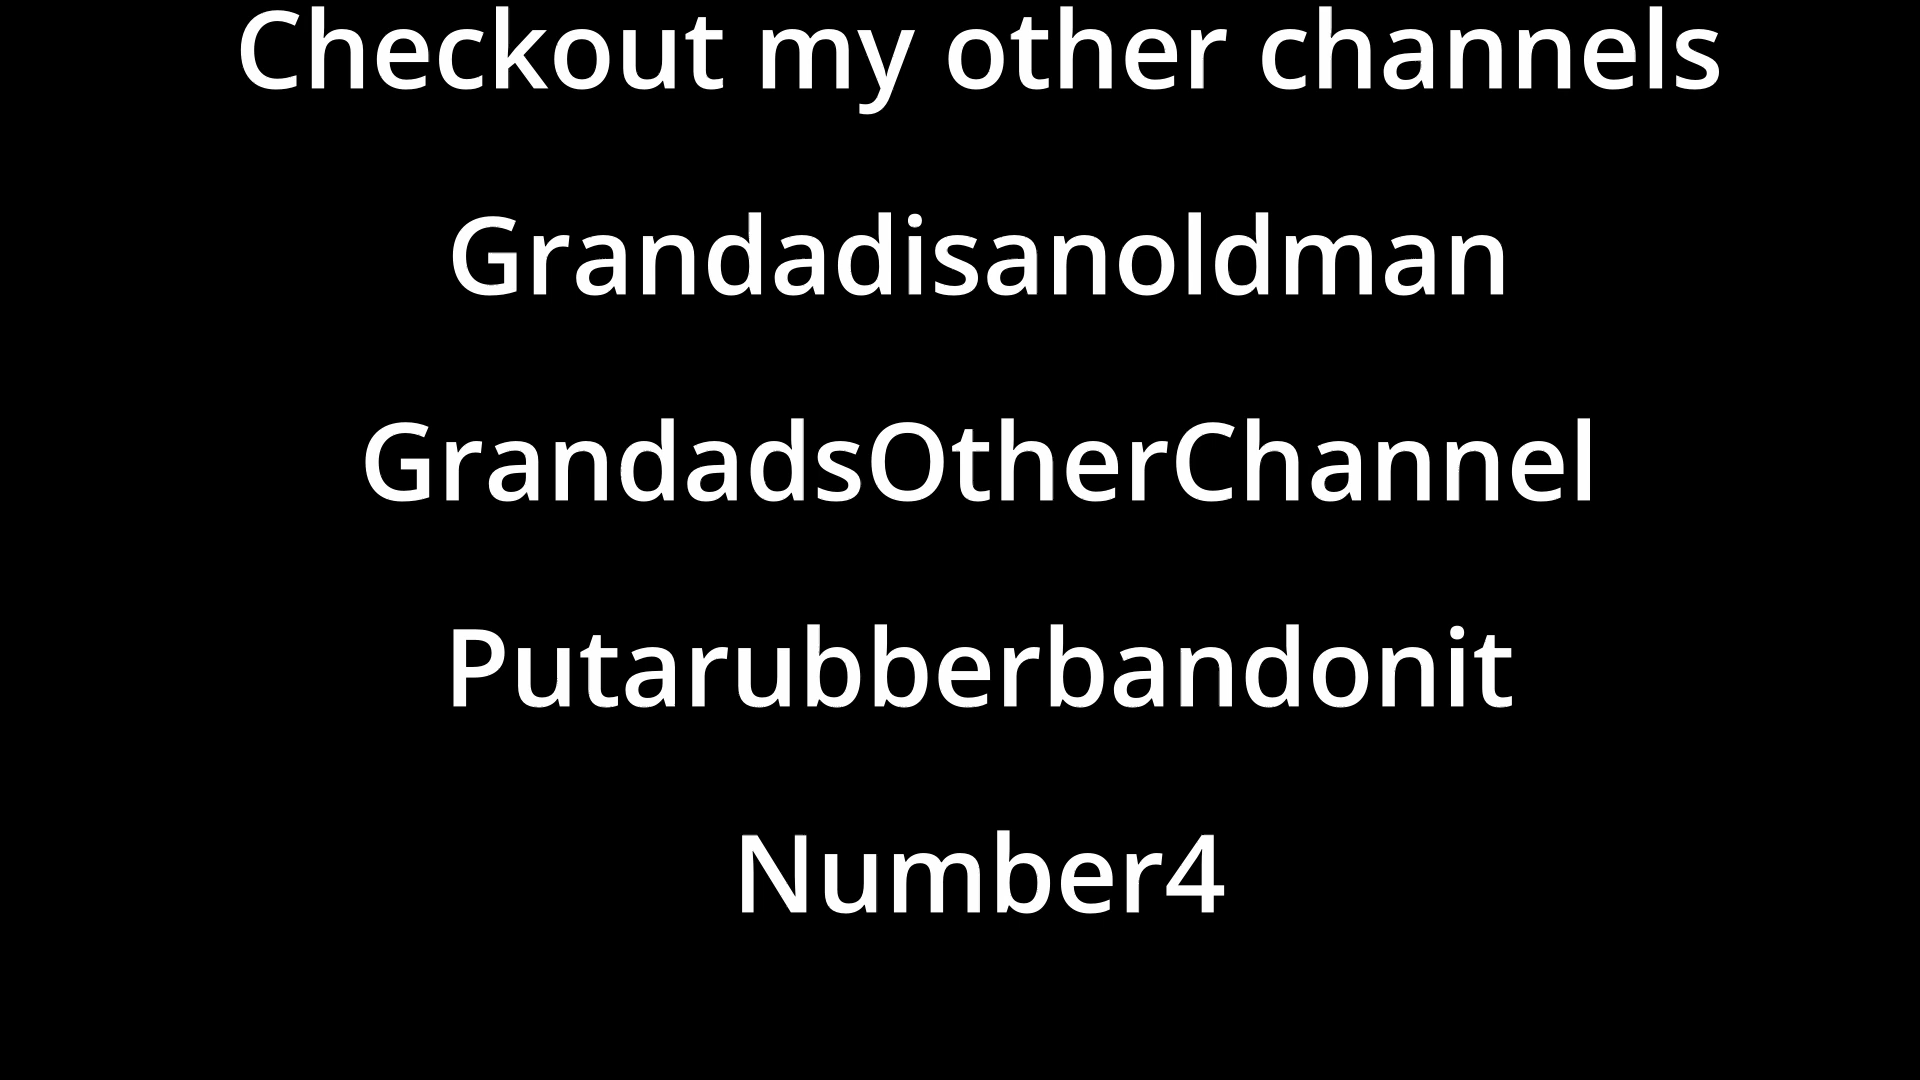 Checkout my other channels
Grandadisanoldman
GrandadsOtherChannel
Putarubberbandonit
Number4